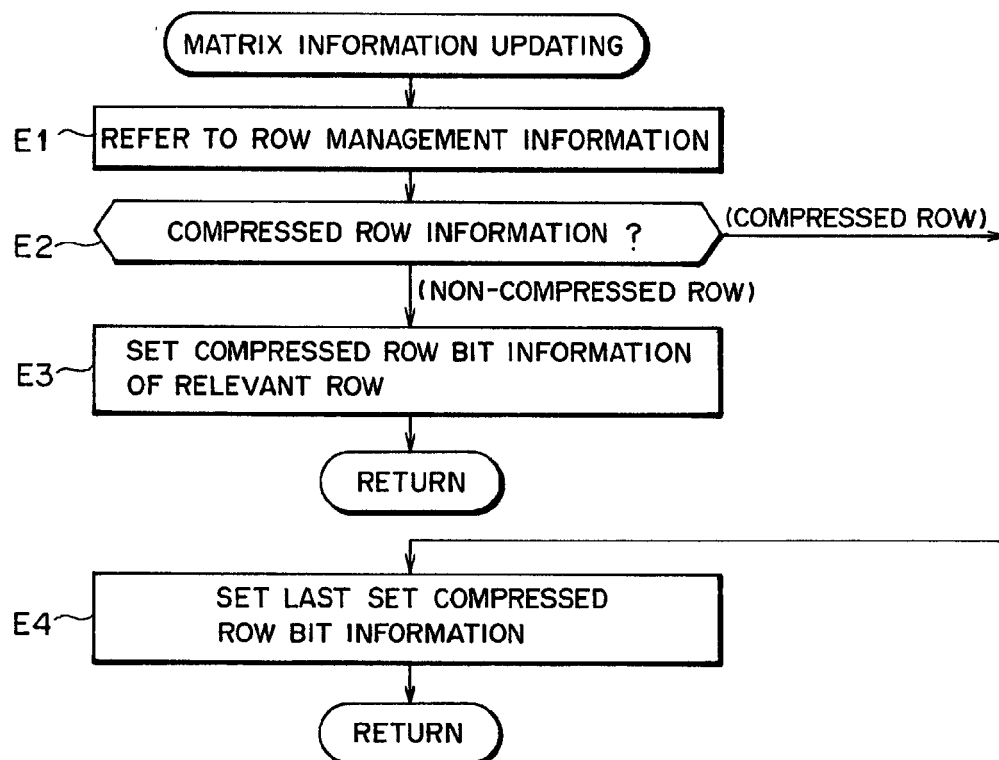 MATRIX INFORMATION UPDATING
E1
REFER TO ROW MANAGEMENT INFORMATION
E2
COMPRESSED ROW INFORMATION ?
(COMPRESSED ROW)
(NON-COMPRESSED ROW)
E3
SET COMPRESSED ROW BIT INFORMATION
OF RELEVANT ROW
RETURN
E4
SET LAST SET COMPRESSED
ROW BIT INFORMATION
RETURN